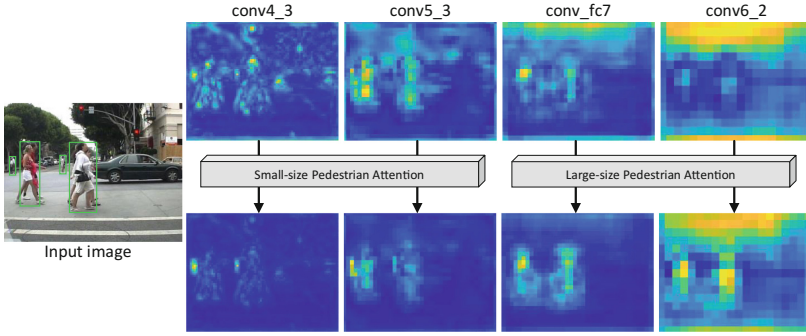 conv4_3 conv5_3 conv_fc7 conv6_2
Small-size Pedestrian Attention Large-size Pedestrian Attention
Input image